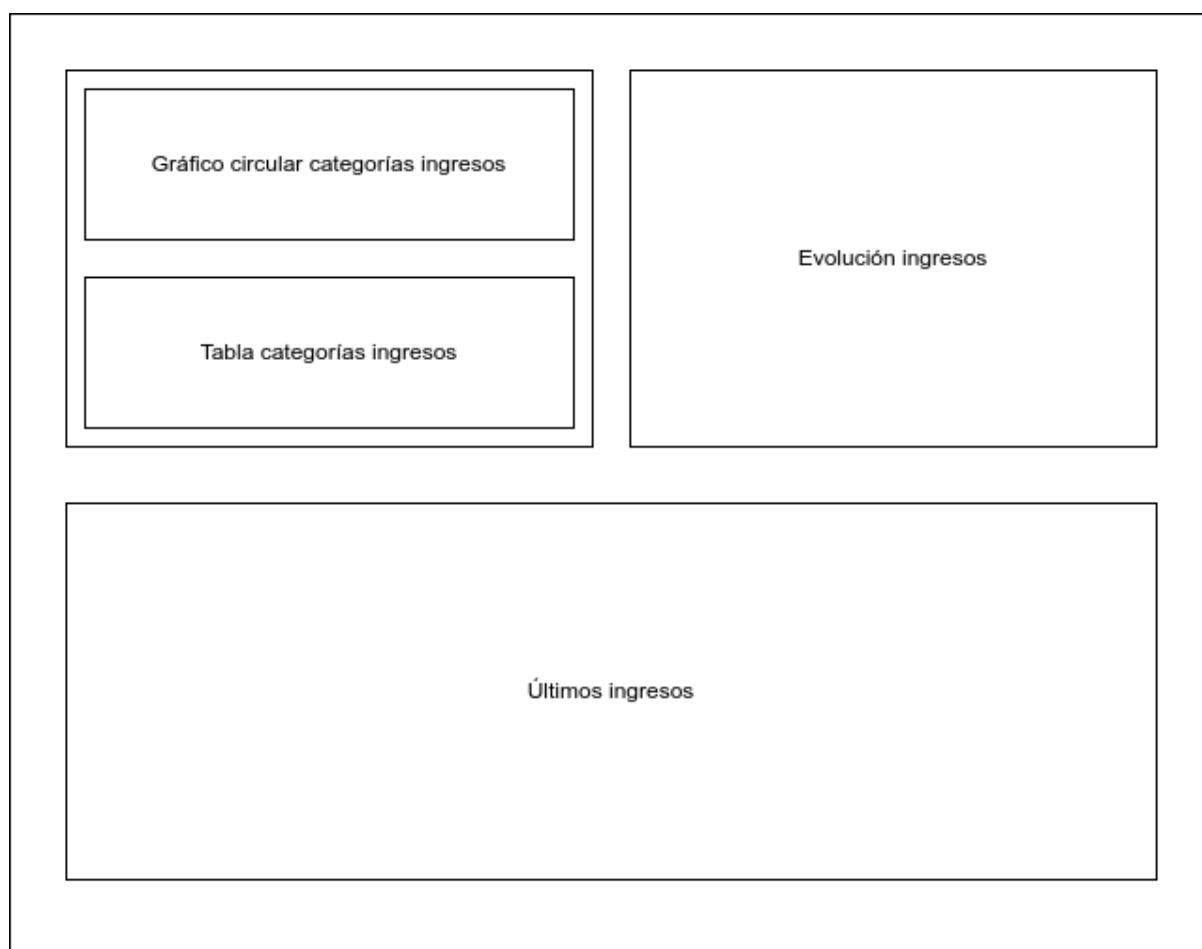 Gráfico circular categorías ingresos
Tabla categorías ingresos
Evolución ingresos
Últimos ingresos